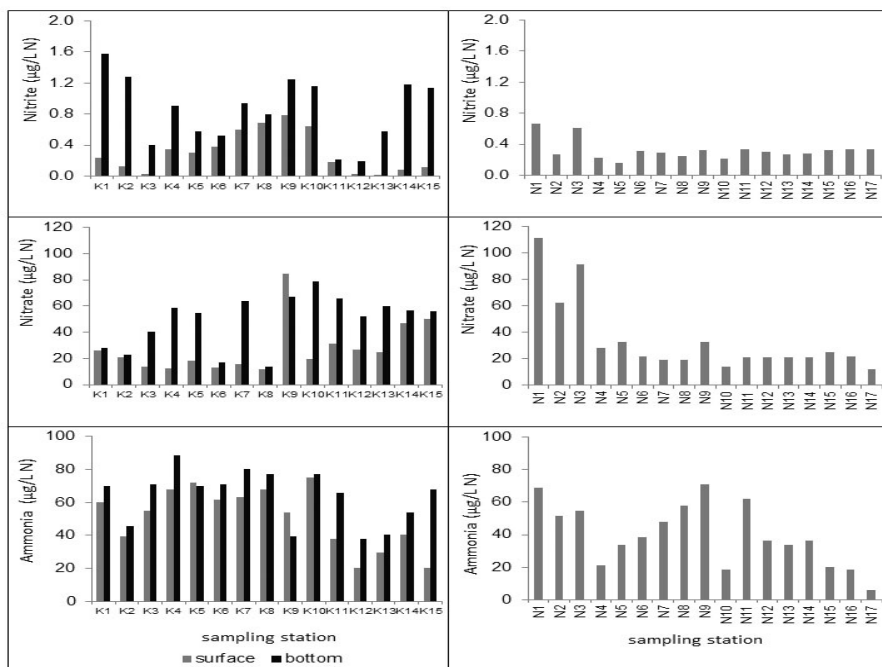 Nitrite (µg/L N)
2.0
1.6
1.2
0.8
0.4
0.0
K1 K2 K3 K4 K5 K6 K7 K8 K9 K10 K11 K12 K13 K14 K15
Nitrite (µg/L N)
2.0
1.6
1.2
0.8
0.4
0.0
N1 N2 N3 N4 N5 N6 N7 N8 N9 N10 N11 N12 N13 N14 N15 N16 N17
Nitrate (µg/L N)
120
100
80
60
40
20
0
K1 K2 K3 K4 K5 K6 K7 K8 K9 K10 K11 K12 K13 K14 K15
Nitrate (µg/L N)
120
100
80
60
40
20
0
N1 N2 N3 N4 N5 N6 N7 N8 N9 N10 N11 N12 N13 N14 N15 N16 N17
Ammonia (µg/L N)
100
80
60
40
20
0
K1 K2 K3 K4 K5 K6 K7 K8 K9 K10 K11 K12 K13 K14 K15
sampling station
surface bottom
Ammonia (µg/L N)
100
80
60
40
20
0
N1 N2 N3 N4 N5 N6 N7 N8 N9 N10 N11 N12 N13 N14 N15 N16 N17
sampling station